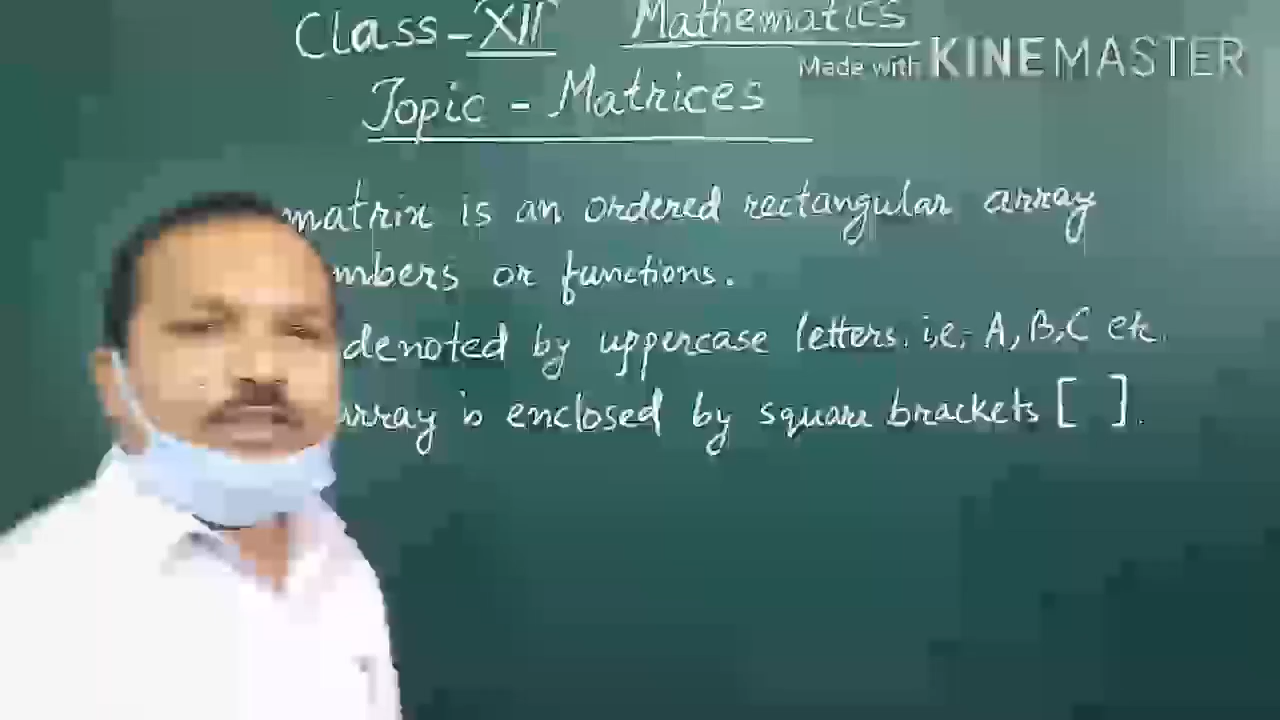 Class - XII Mathematics
Made with KINEMASTER
Topic - Matrices
matrix is an ordered rectangular array
mbers or functions.
denoted by uppercase letters. i.e; A, B, C etc.
array is enclosed by square brackets [ ].